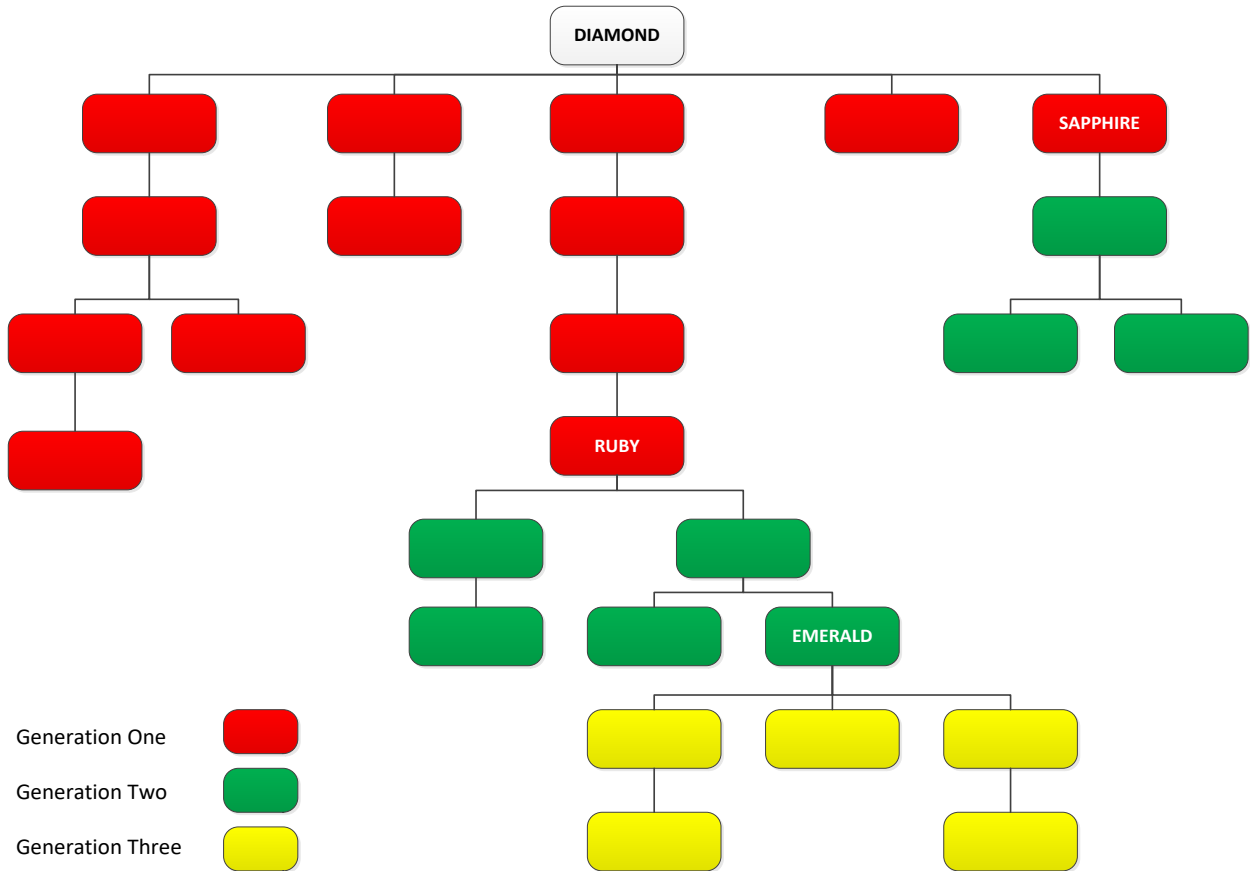 DIAMOND
SAPPHIRE
RUBY
EMERALD
Generation One
Generation Two
Generation Three